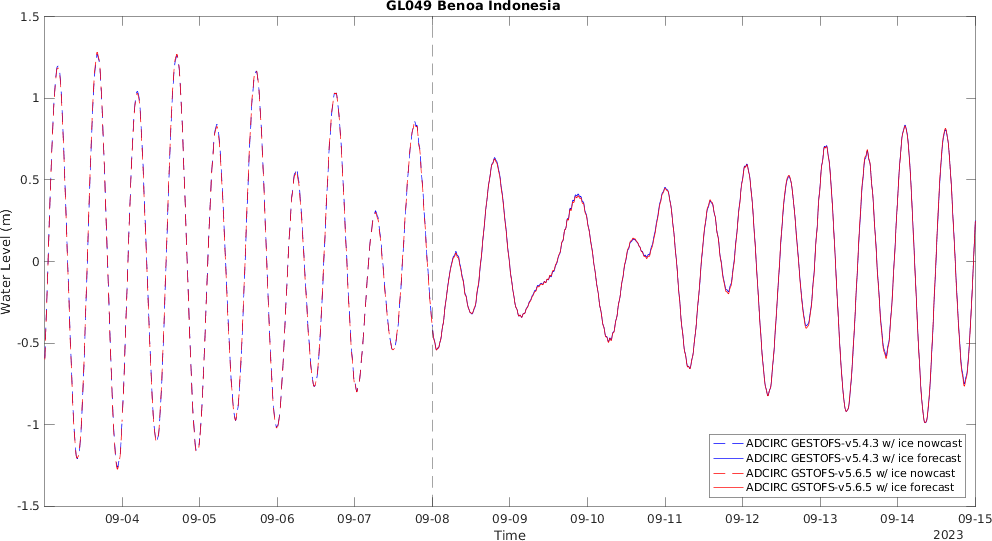 GL049 Benoa Indonesia
1.5
1
0.5
0
-0.5
-1
-1.5
Water Level (m)
ADCIRC GESTOFS-v5.4.3 w/ ice nowcast
ADCIRC GESTOFS-v5.4.3 w/ ice forecast
ADCIRC GSTOFS-v5.6.5 w/ ice nowcast
ADCIRC GSTOFS-v5.6.5 w/ ice forecast
09-04 09-05 09-06 09-07 09-08 09-09 09-10 09-11 09-12 09-13 09-14 09-15
Time
2023